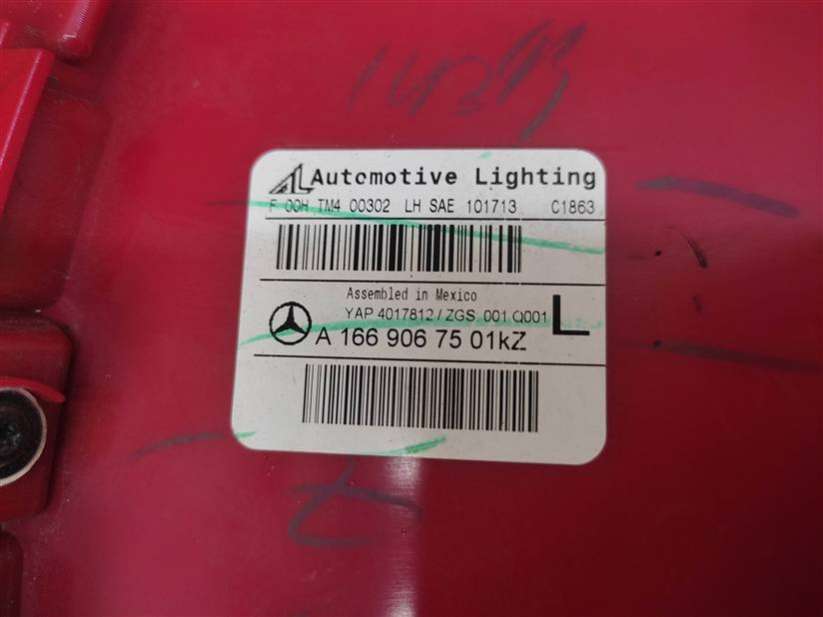 AL Automotive Lighting
F 00H TM4 00302 LH SAE 101713 C1863
Assembled in Mexico
YAP 4017812/ZGS 001 Q001
L
A 166 906 75 01kZ